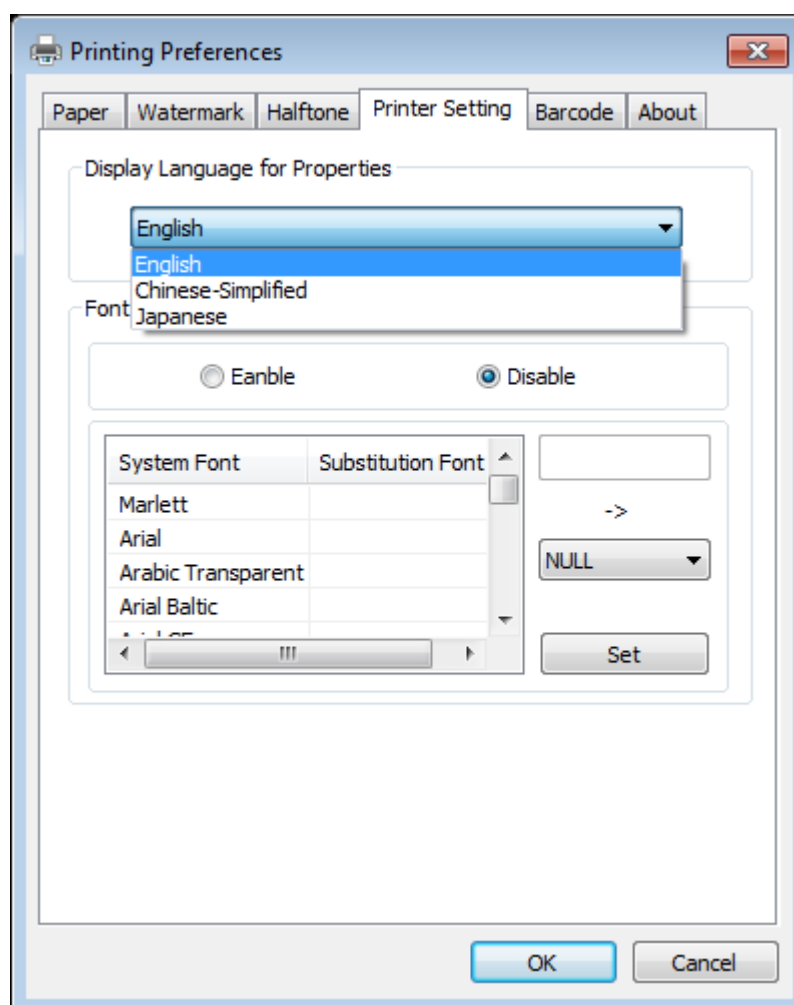 Printing Preferences
Paper Watermark Halftone Printer Setting Barcode About
Display Language for Properties
English
English
Chinese-Simplified
Japanese
Font
Eanble Disable
System Font Substitution Font
Marlett
->
Arial
NULL
Arabic Transparent
Arial Baltic
Set
OK Cancel